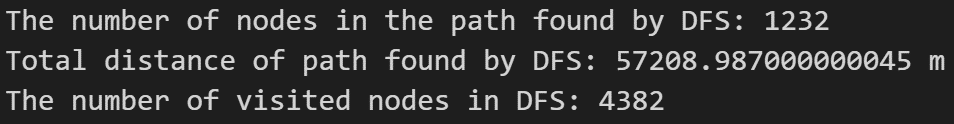 The number of nodes in the path found by DFS: 1232
Total distance of path found by DFS: 57208.987000000045 m
The number of visited nodes in DFS: 4382